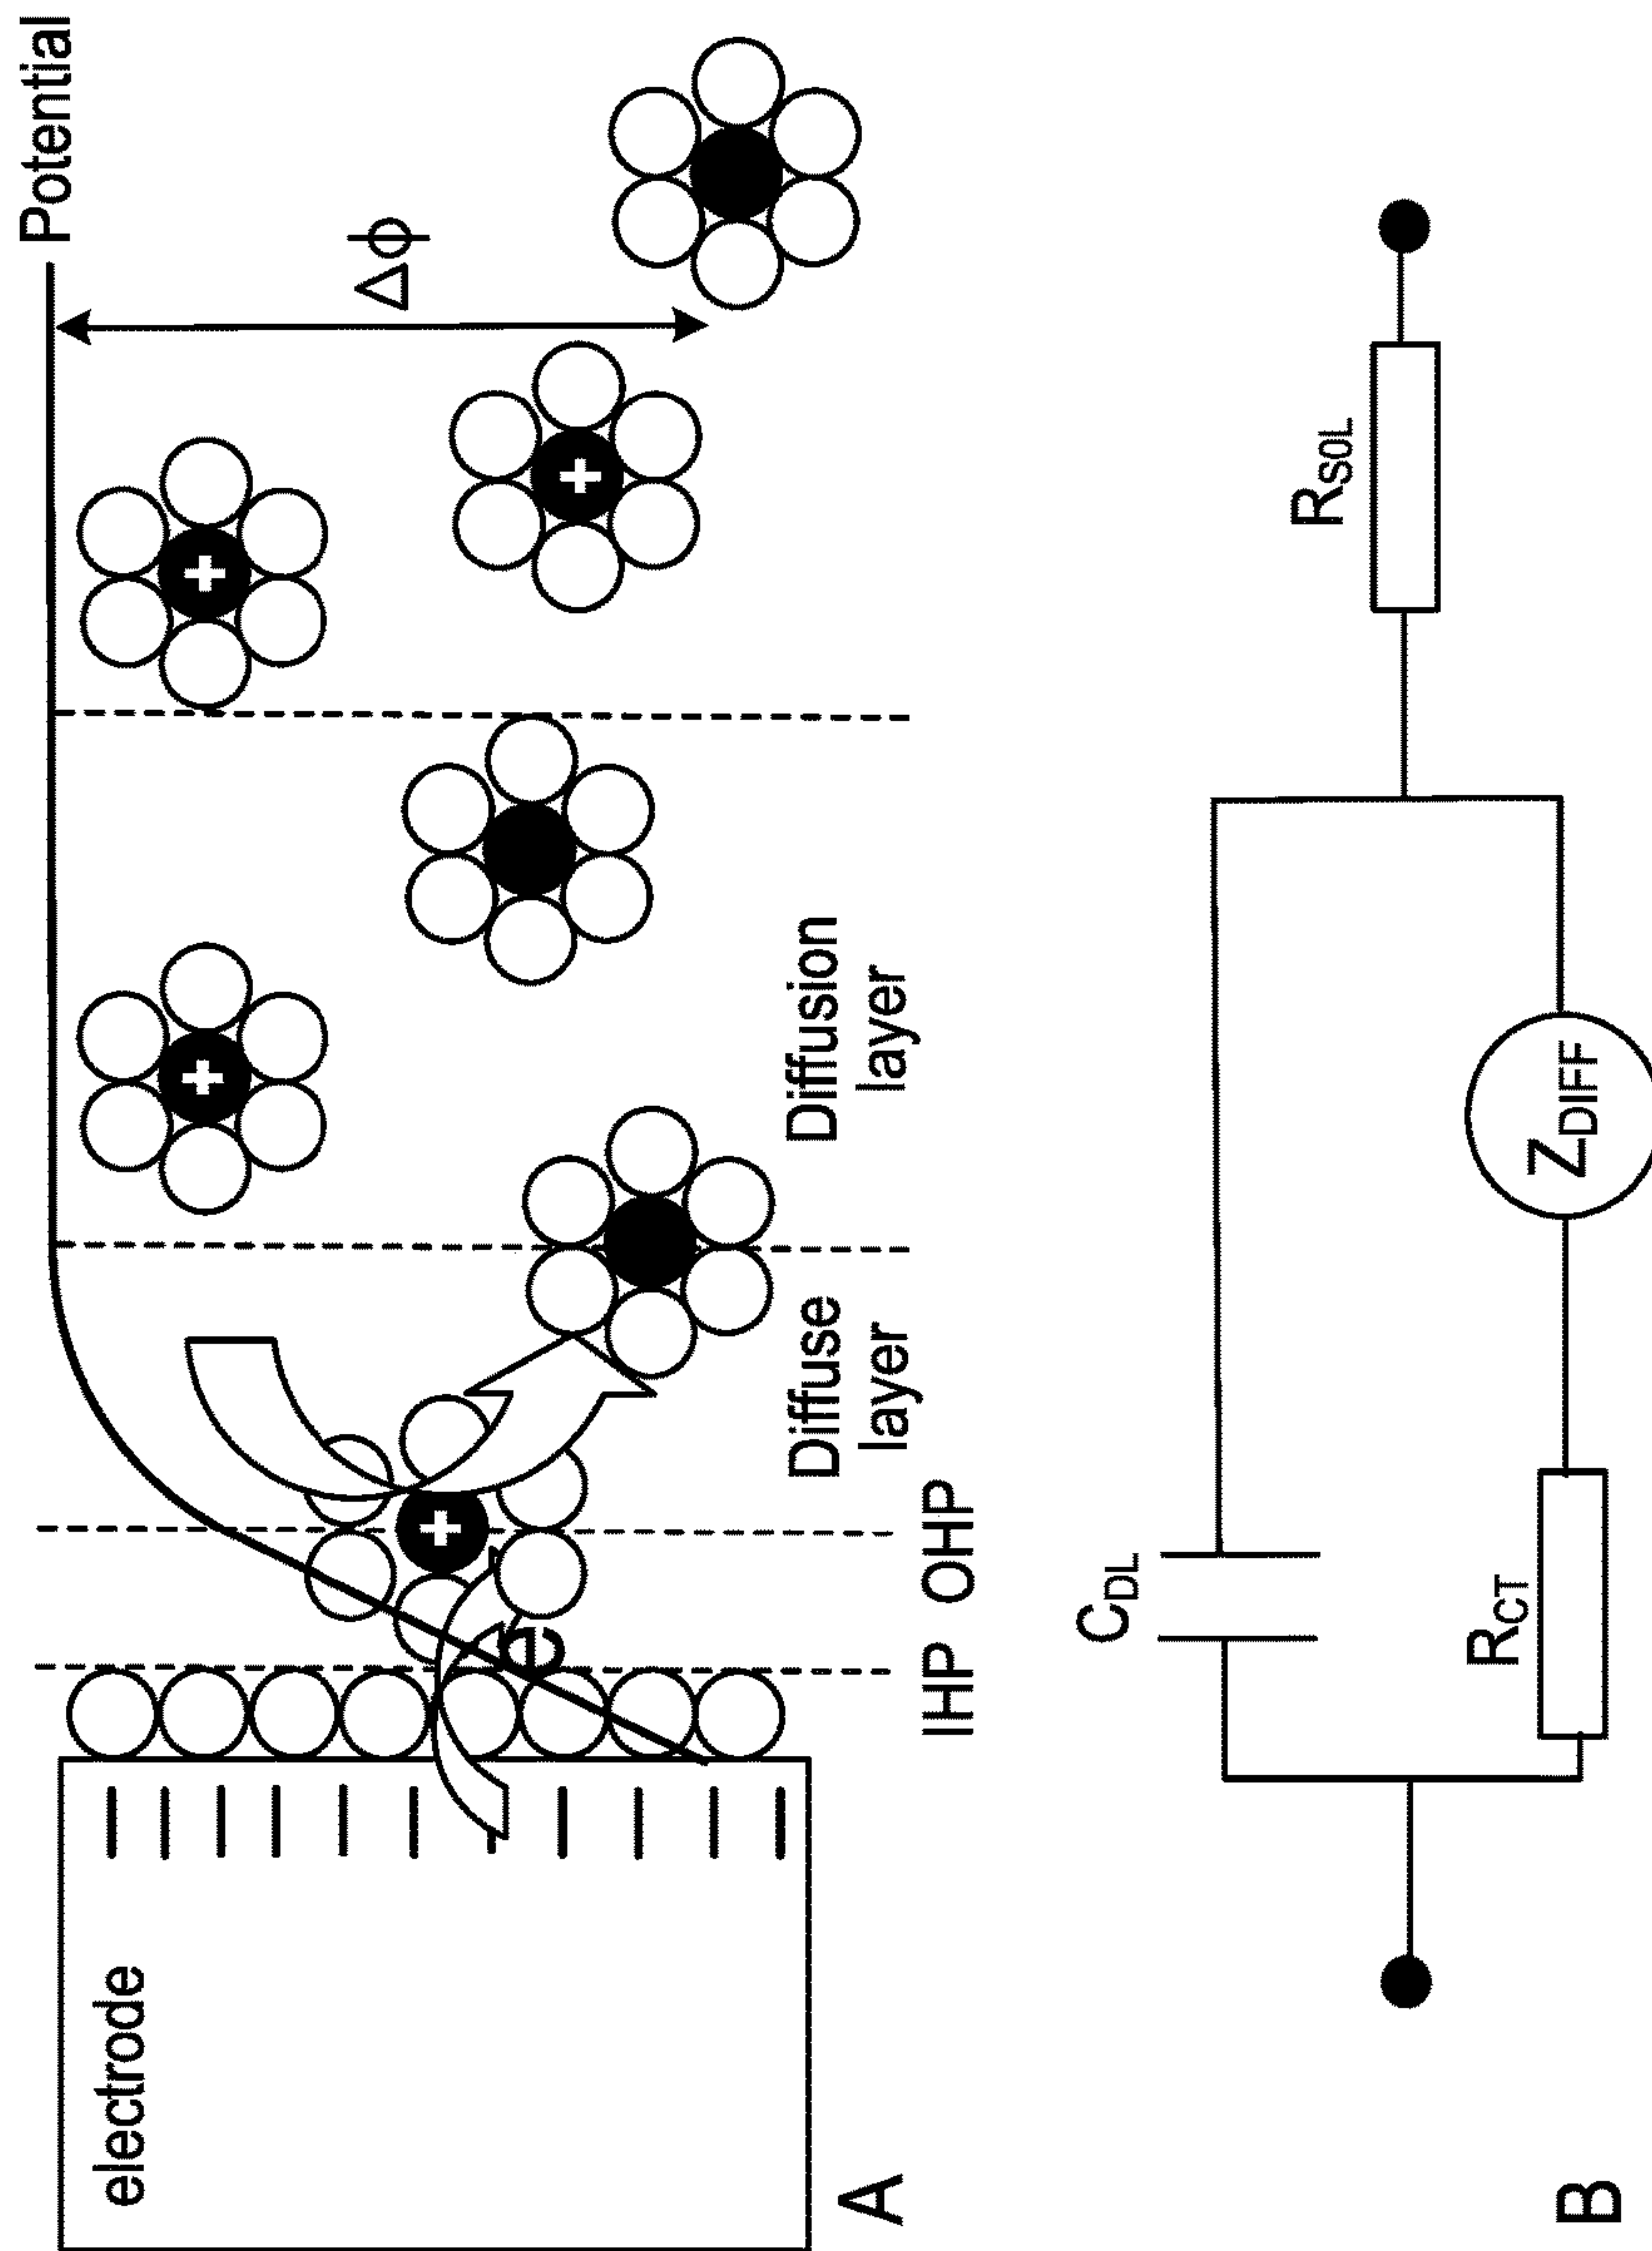 Potential
Δϕ
electrode
e
IHP OHP
Diffuse
layer
Diffusion
layer
A
C_DL
R_CT
Z_DIFF
R_SOL
B